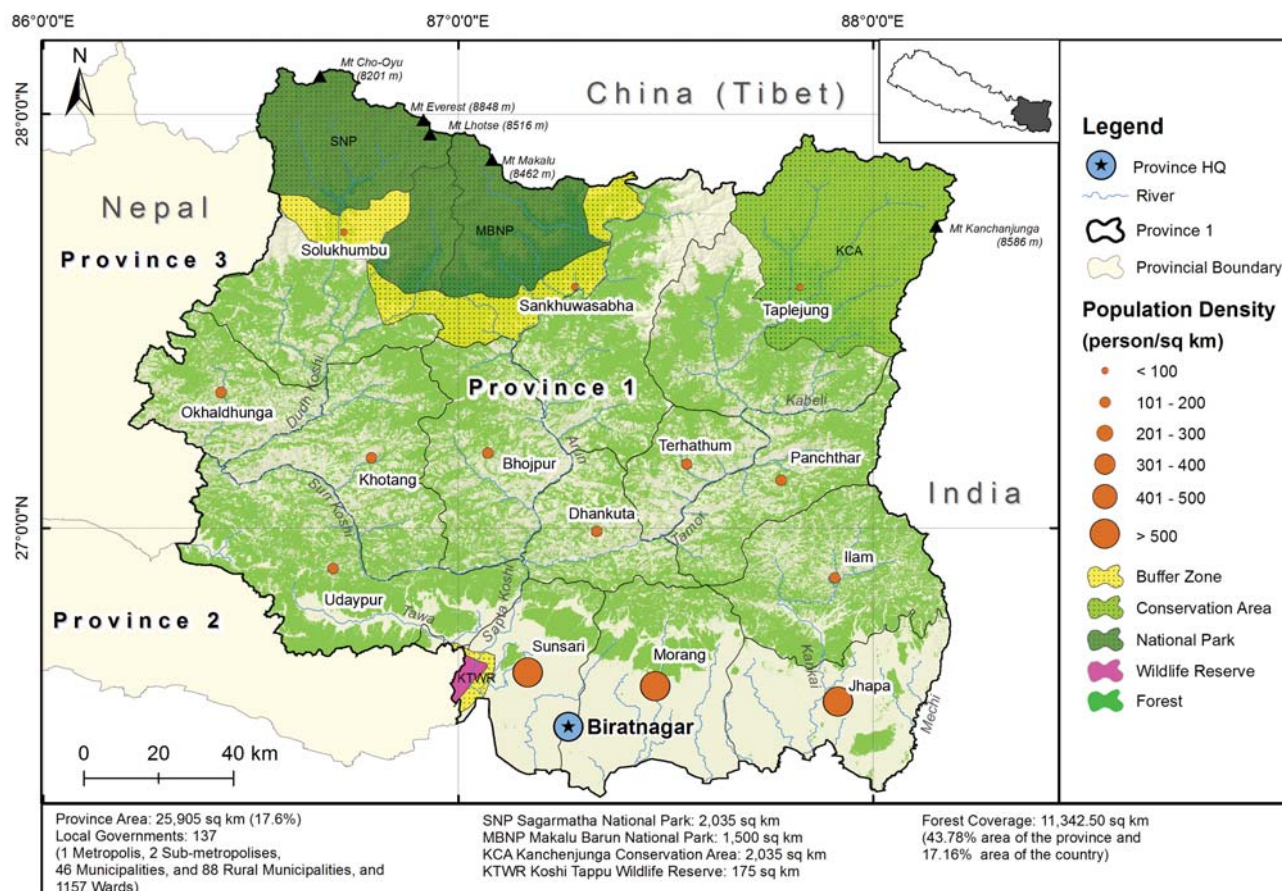 86°0'0"E
87°0'0"E
88°0'0"E
N
28°0'0"N
27°0'0"N
Mt Cho-Oyu
(8201 m)
Mt Everest (8848 m)
Mt Lhotse (8516 m)
Mt Makalu
(8462 m)
China (Tibet)
SNP
MBNP
KCA
Mt Kanchanjunga
(8586 m)
Nepal
Province 3
Solukhumbu
Sankhuwasabha
Taplejung
Province 1
Okhaldhunga
Dudh Koshi
Kabeli
Arun
Khotang
Bhojpur
Terhathum
Panchthar
India
Sun Koshi
Dhankuta
Tamor
Ilam
Udaypur
Province 2
Tawa
Sapta Koshi
Sunsari
Morang
Kankai
Jhapa
Mechi
KTWR
Biratnagar
0 20 40 km
Legend
Province HQ
River
Province 1
Provincial Boundary
Population Density
(person/sq km)
< 100
101 - 200
201 - 300
301 - 400
401 - 500
> 500
Buffer Zone
Conservation Area
National Park
Wildlife Reserve
Forest
Province Area: 25,905 sq km (17.6%)
Local Governments: 137
(1 Metropolis, 2 Sub-metropolises,
46 Municipalities, and 88 Rural Municipalities, and
1157 Wards)
SNP Sagarmatha National Park: 2,035 sq km
MBNP Makalu Barun National Park: 1,500 sq km
KCA Kanchenjunga Conservation Area: 2,035 sq km
KTWR Koshi Tappu Wildlife Reserve: 175 sq km
Forest Coverage: 11,342.50 sq km
(43.78% area of the province and
17.16% area of the country)